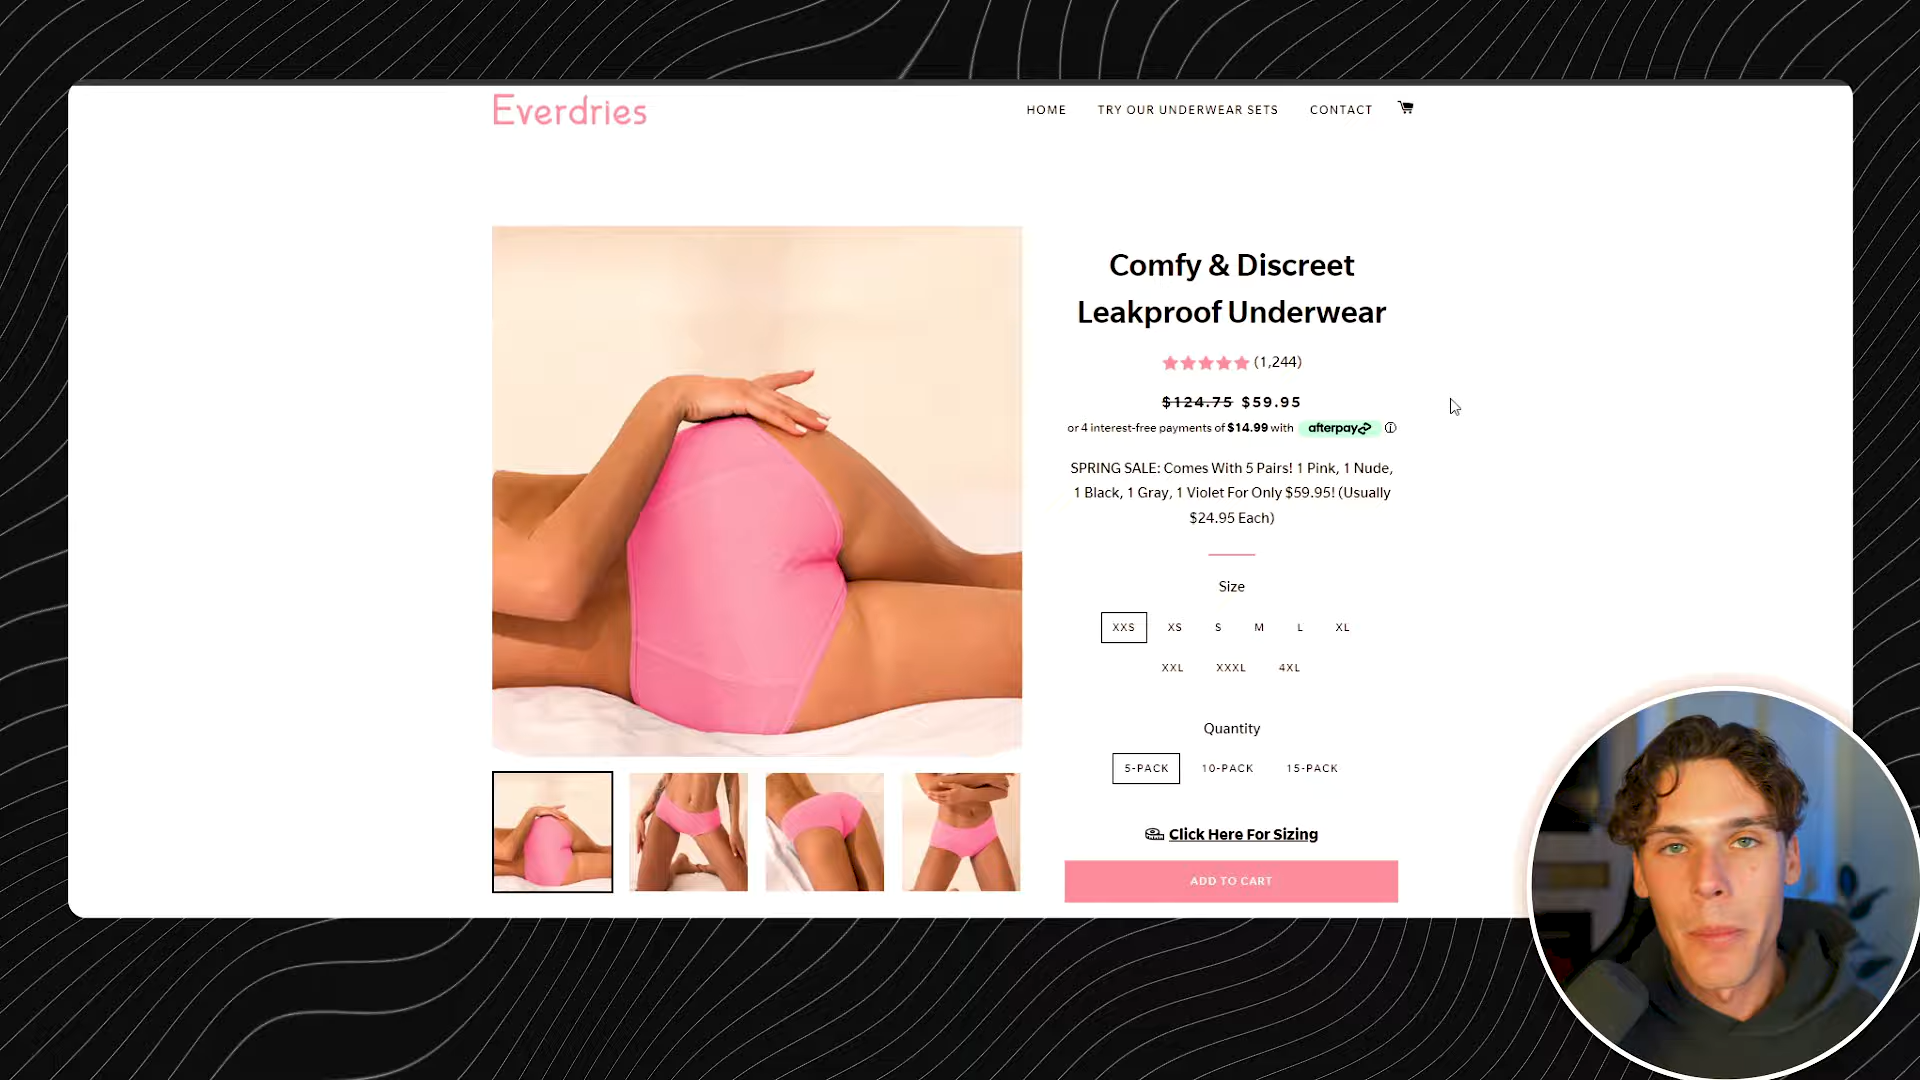 Everdries
HOME TRY OUR UNDERWEAR SETS CONTACT
Comfy & Discreet
Leakproof Underwear
(1,244)
$124.75 $59.95
or 4 interest-free payments of $14.99 with afterpay
SPRING SALE: Comes With 5 Pairs! 1 Pink, 1 Nude,
1 Black, 1 Gray, 1 Violet For Only $59.95! (Usually
$24.95 Each)
Size
XXS XS S M L XL
XXL XXXL 4XL
Quantity
5-PACK 10-PACK 15-PACK
Click Here For Sizing
ADD TO CART